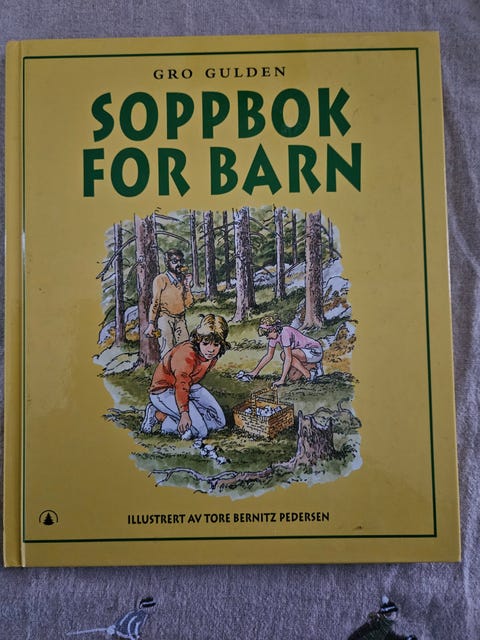 GRO GULDEN
SOPPBOK
FOR BARN
ILLUSTRERT AV TORE BERNITZ PEDERSEN